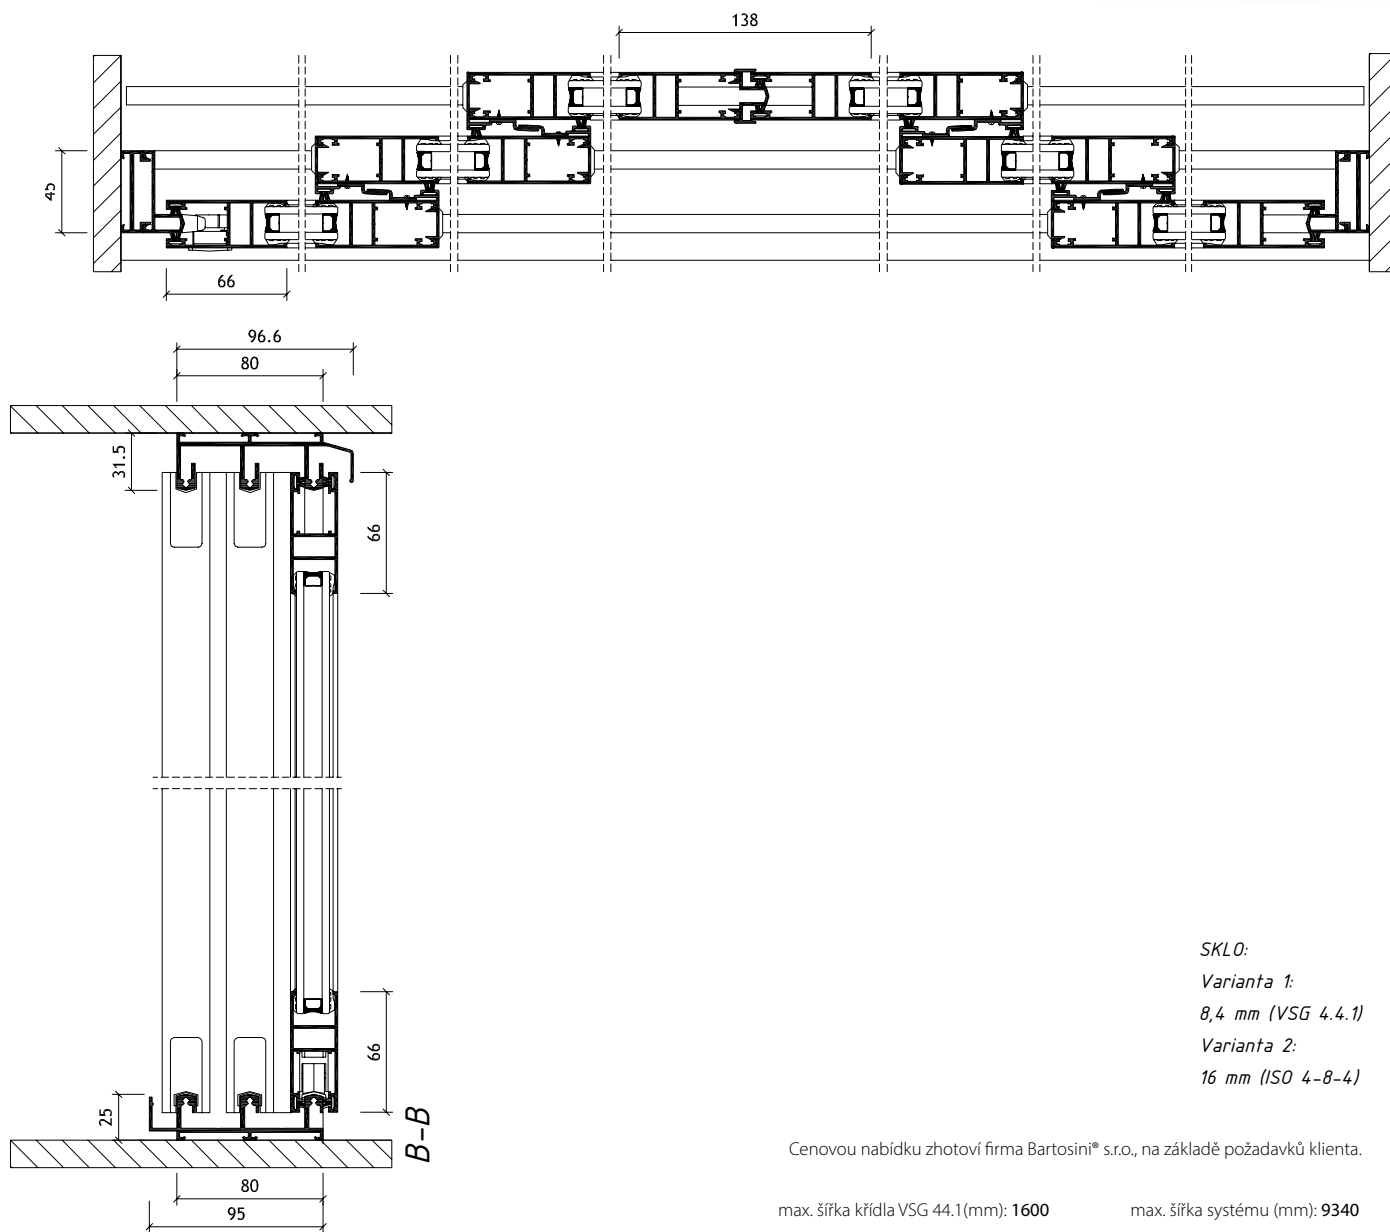 138
45
66
96.6
80
31.5
66
66
25
B-B
80
95
SKLO:
Varianta 1:
8,4 mm (VSG 4.4.1)
Varianta 2:
16 mm (ISO 4-8-4)
Cenovou nabídku zhotoví firma Bartosini® s.r.o., na základě požadavků klienta.
max. šířka křídla VSG 44.1(mm): 1600 max. šířka systému (mm): 9340